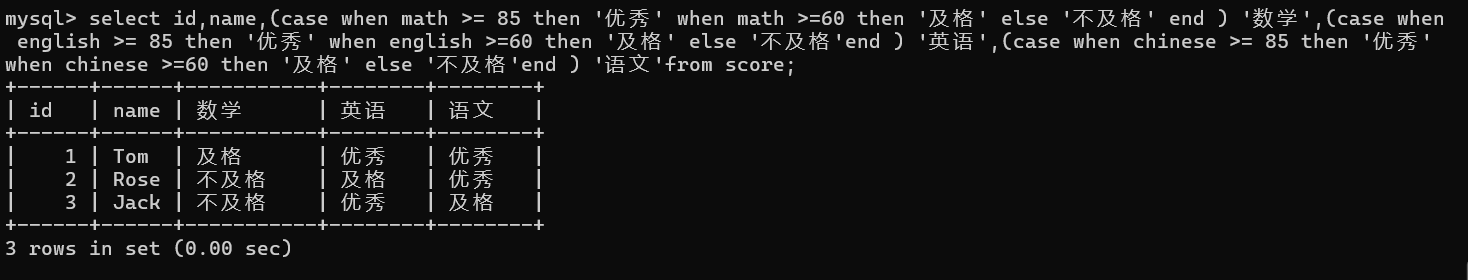 mysql> select id,name,(case when math >= 85 then '优秀' when math >=60 then '及格' else '不及格' end ) '数学',(case when
 english >= 85 then '优秀' when english >=60 then '及格' else '不及格'end ) '英语',(case when chinese >= 85 then '优秀'
when chinese >=60 then '及格' else '不及格'end ) '语文'from score;
+------+------+-----------+--------+--------+
| id   | name | 数学      | 英语   | 语文   |
+------+------+-----------+--------+--------+
|    1 | Tom  | 及格      | 优秀   | 优秀   |
|    2 | Rose | 不及格    | 及格   | 优秀   |
|    3 | Jack | 不及格    | 优秀   | 及格   |
+------+------+-----------+--------+--------+
3 rows in set (0.00 sec)